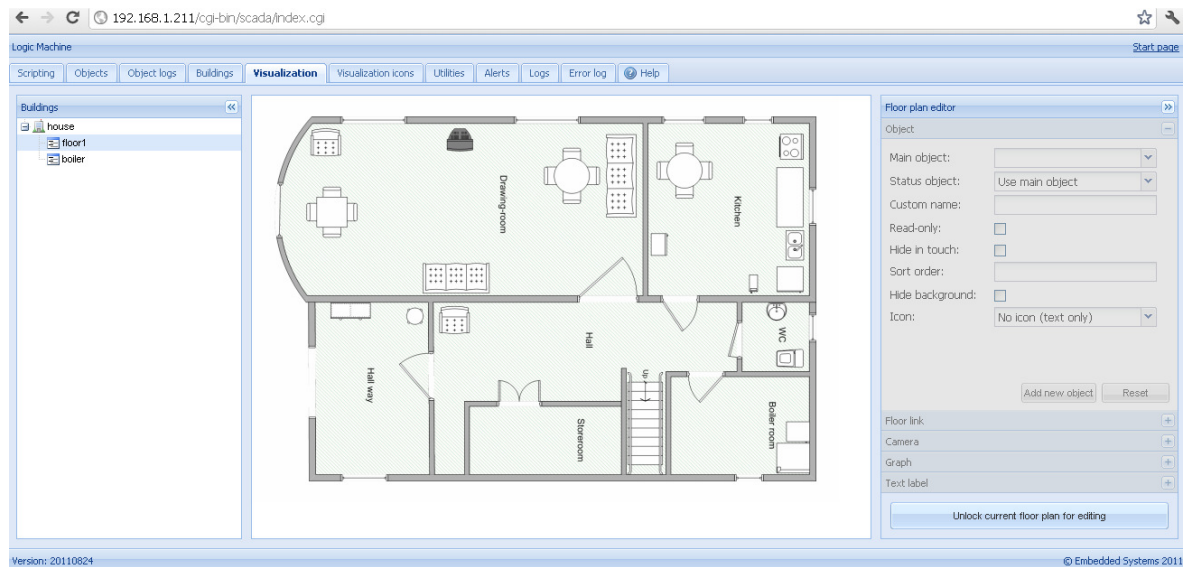 192.168.1.211/cgi-bin/scada/index.cgi
Logic Machine
Start page
Scripting
Objects
Object logs
Buildings
Visualization
Visualization icons
Utilities
Alerts
Logs
Error log
Help
Buildings
house
floor1
boiler
Drawing-room
Kitchen
Hall
WC
Hall way
Up
Storeroom
Boiler room
Floor plan editor
Object
Main object:
Status object: Use main object
Custom name:
Read-only:
Hide in touch:
Sort order:
Hide background:
Icon: No icon (text only)
Add new object
Reset
Floor link
Camera
Graph
Text label
Unlock current floor plan for editing
Version: 20110824
© Embedded Systems 2011